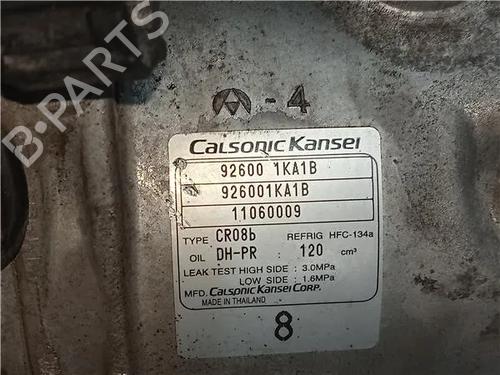 -4
Calsonic Kansei
92600 1KA1B
926001KA1B
11060009
TYPE CR08b REFRIG HFC-134a
OIL DH-PR : 120 cm³
LEAK TEST HIGH SIDE : 3.0MPa
LOW SIDE : 1.6MPa
MFD. CALSONIC KANSEI CORP.
MADE IN THAILAND
8
B-PARTS